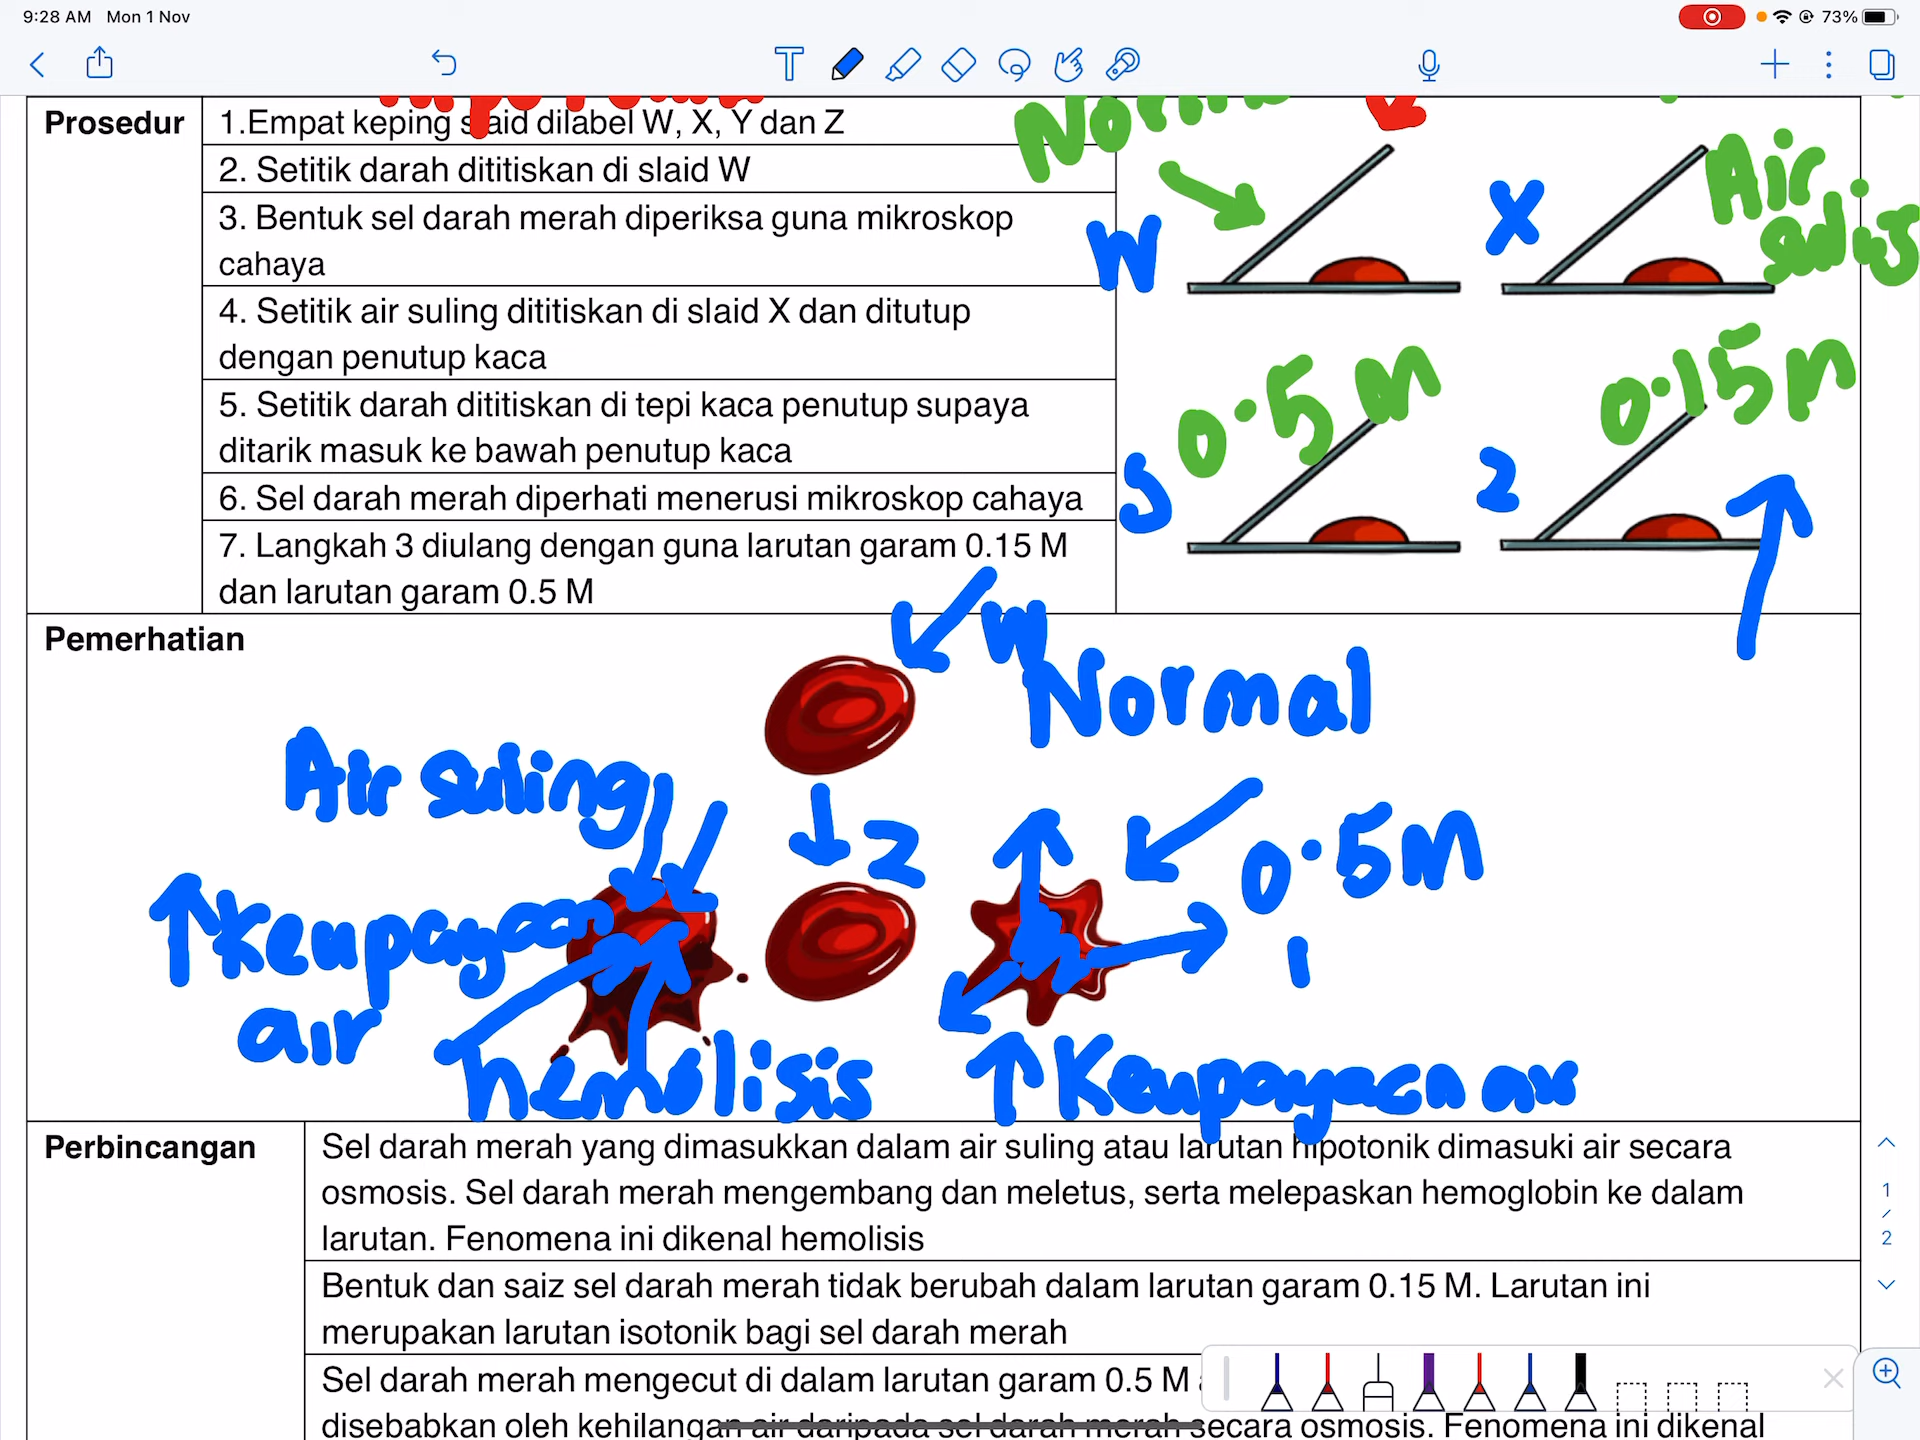 9:28 AM Mon 1 Nov
73%
Prosedur
1.Empat keping slaid dilabel W, X, Y dan Z
2. Setitik darah dititiskan di slaid W
3. Bentuk sel darah merah diperiksa guna mikroskop
cahaya
4. Setitik air suling dititiskan di slaid X dan ditutup
dengan penutup kaca
5. Setitik darah dititiskan di tepi kaca penutup supaya
ditarik masuk ke bawah penutup kaca
6. Sel darah merah diperhati menerusi mikroskop cahaya
7. Langkah 3 diulang dengan guna larutan garam 0.15 M
dan larutan garam 0.5 M
W
X
Air
0.5 M
0.15 M
Z
Pemerhatian
W
Normal
Air suling
Z
0.5 M
↑ Keupayaan
air
hemolisis
↑ Keupayaan air
Perbincangan
Sel darah merah yang dimasukkan dalam air suling atau larutan hipotonik dimasuki air secara
osmosis. Sel darah merah mengembang dan meletus, serta melepaskan hemoglobin ke dalam
larutan. Fenomena ini dikenal hemolisis
Bentuk dan saiz sel darah merah tidak berubah dalam larutan garam 0.15 M. Larutan ini
merupakan larutan isotonik bagi sel darah merah
Sel darah merah mengecut di dalam larutan garam 0.5 M
disebabkan oleh kehilangan air daripada sel darah merah secara osmosis. Fenomena ini dikenal
1
/
2